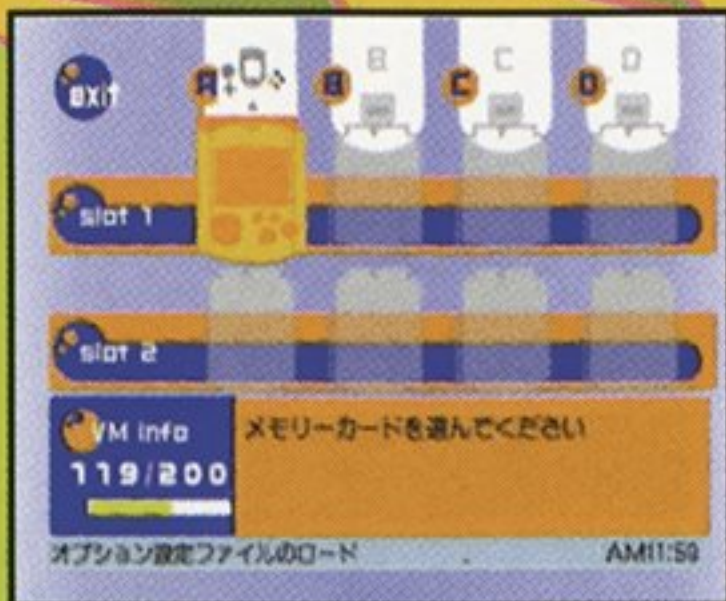 exit
A
B
B
C
C
D
D
slot 1
slot 2
VM info
119/200
メモリーカードを選んでください
オプション設定ファイルのロード
AM11:59